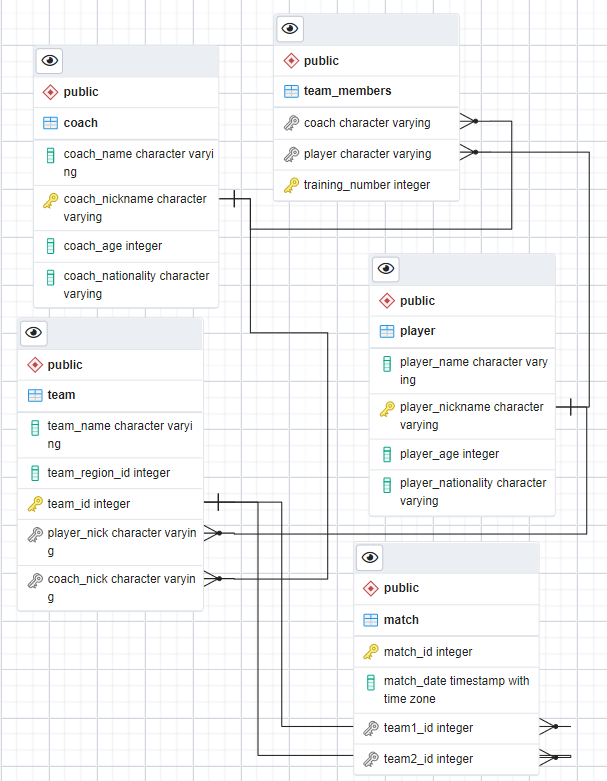 public
team_members
coach character varying
player character varying
training_number integer
public
coach
coach_name character varyi
ng
coach_nickname character
varying
coach_age integer
coach_nationality character
varying
public
player
player_name character vary
ing
player_nickname character
varying
player_age integer
player_nationality character
varying
public
team
team_name character varyi
ng
team_region_id integer
team_id integer
player_nick character varyin
g
coach_nick character varyin
g
public
match
match_id integer
match_date timestamp with
time zone
team1_id integer
team2_id integer